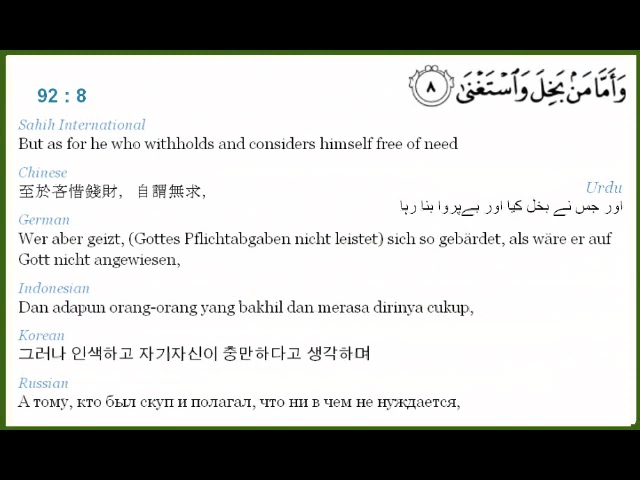 وَأَمَّا مَنۢ بَخِلَ وَٱسْتَغْنَىٰ ٨
92 : 8
Sahih International
But as for he who withholds and considers himself free of need
Chinese
至於吝惜錢財，自謂無求，
Urdu
اور جس نے بخل کیا اور بےپروا بنا رہا
German
Wer aber geizt, (Gottes Pflichtabgaben nicht leistet) sich so gebärdet, als wäre er auf
Gott nicht angewiesen,
Indonesian
Dan adapun orang-orang yang bakhil dan merasa dirinya cukup,
Korean
그러나 인색하고 자기자신이 충만하다고 생각하며
Russian
А тому, кто был скуп и полагал, что ни в чем не нуждается,